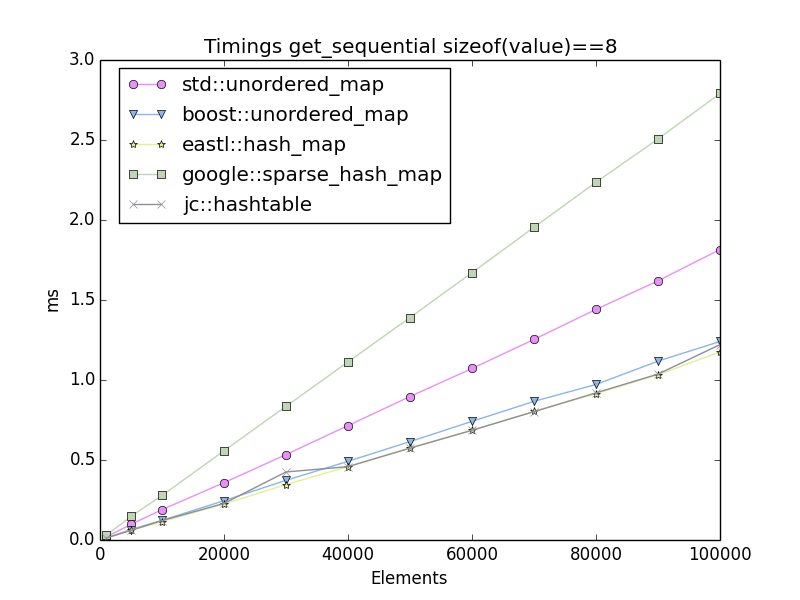 Timings get_sequential sizeof(value)==8
3.0
std::unordered_map
boost::unordered_map
2.5
eastl::hash_map
google::sparse_hash_map
2.0
jc::hashtable
1.5
ms
1.0
0.5
0.0
0 20000 40000 60000 80000 100000
Elements